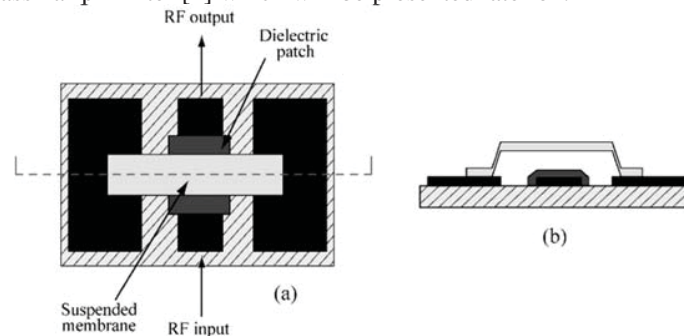 RF output
Dielectric
patch
(a)
(b)
Suspended
membrane
RF input